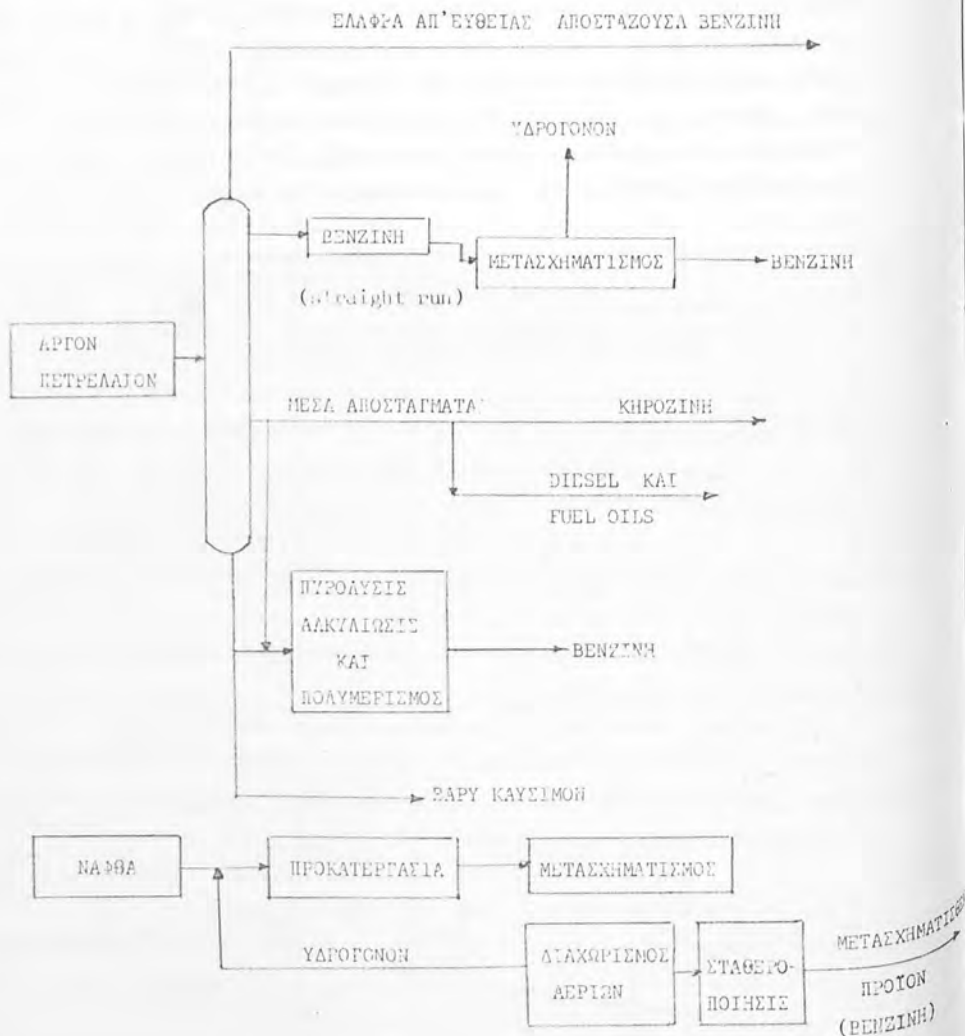 ΕΛΑΦΡΑ ΑΠ'ΕΥΘΕΙΑΣ ΑΠΟΣΤΑΖΟΥΣΑ ΒΕΝΖΙΝΗ
ΥΔΡΟΓΟΝΟΝ
ΒΕΝΖΙΝΗ
ΜΕΤΑΣΧΗΜΑΤΙΣΜΟΣ
ΒΕΝΖΙΝΗ
(straight run)
ΑΡΓΟΝ
ΠΕΤΡΕΛΑΙΟΝ
ΜΕΣΑ ΑΠΟΣΤΑΓΜΑΤΑ
ΚΗΡΟΖΙΝΗ
DIESEL ΚΑΙ
FUEL OILS
ΠΥΡΟΛΥΣΙΣ
ΑΛΚΥΛΙΩΣΙΣ
ΚΑΙ
ΠΟΛΥΜΕΡΙΣΜΟΣ
ΒΕΝΖΙΝΗ
ΒΑΡΥ ΚΑΥΣΙΜΟΝ
ΝΑΦΘΑ
ΠΡΟΚΑΤΕΡΓΑΣΙΑ
ΜΕΤΑΣΧΗΜΑΤΙΣΜΟΣ
ΥΔΡΟΓΟΝΟΝ
ΔΙΑΧΩΡΙΣΜΟΣ
ΑΕΡΙΩΝ
ΣΤΑΘΕΡΟ-
ΠΟΙΗΣΙΣ
ΠΡΟΪΟΝ
(ΒΕΝΖΙΝΗ)